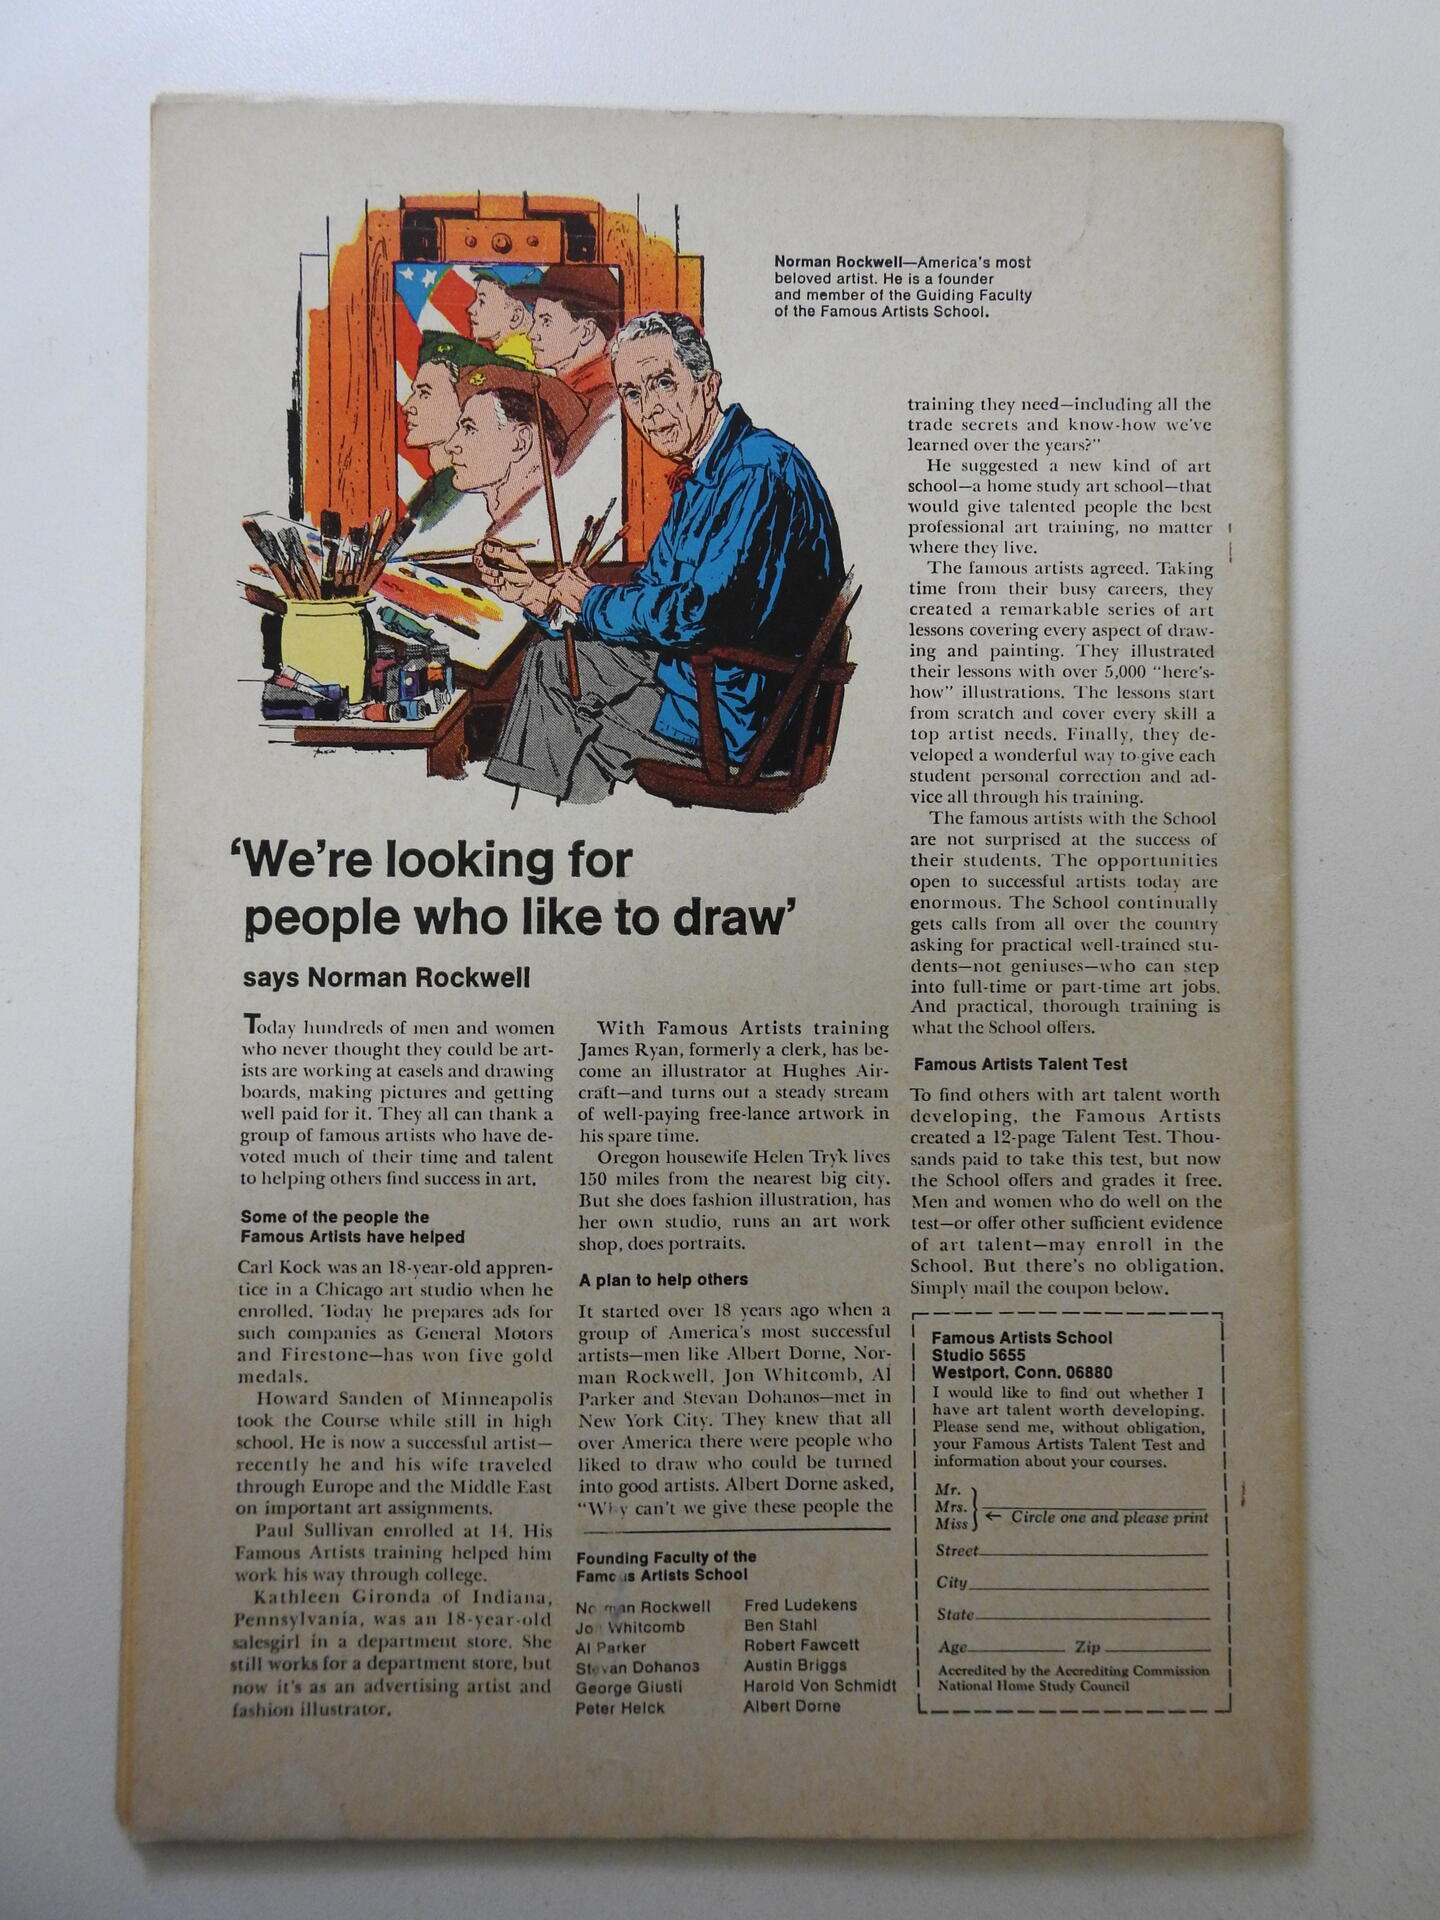 Norman Rockwell—America's most
beloved artist. He is a founder
and member of the Guiding Faculty
of the Famous Artists School.
'We're looking for
people who like to draw'
says Norman Rockwell
Today hundreds of men and women
who never thought they could be art-
ists are working at easels and drawing
boards, making pictures and getting
well paid for it. They all can thank a
group of famous artists who have de-
voted much of their time and talent
to helping others find success in art.
Some of the people the
Famous Artists have helped
Carl Kock was an 18-year-old appren-
tice in a Chicago art studio when he
enrolled. Today he prepares ads for
such companies as General Motors
and Firestone—has won five gold
medals.
Howard Sanden of Minneapolis
took the Course while still in high
school. He is now a successful artist—
recently he and his wife traveled
through Europe and the Middle East
on important art assignments.
Paul Sullivan enrolled at 14. His
Famous Artists training helped him
work his way through college.
Kathleen Gironda of Indiana,
Pennsylvania, was an 18-year-old
salesgirl in a department store. She
still works for a department store, but
now it's as an advertising artist and
fashion illustrator.
With Famous Artists training
James Ryan, formerly a clerk, has be-
come an illustrator at Hughes Air-
craft—and turns out a steady stream
of well-paying free-lance artwork in
his spare time.
Oregon housewife Helen Tryk lives
150 miles from the nearest big city.
But she does fashion illustration, has
her own studio, runs an art work
shop, does portraits.
A plan to help others
It started over 18 years ago when a
group of America's most successful
artists—men like Albert Dorne, Nor-
man Rockwell, Jon Whitcomb, Al
Parker and Stevan Dohanos—met in
New York City. They knew that all
over America there were people who
liked to draw who could be turned
into good artists. Albert Dorne asked,
"Why can't we give these people the
Founding Faculty of the
Famous Artists School
Norman Rockwell
Jon Whitcomb
Al Parker
Stevan Dohanos
George Giusti
Peter Helck
Fred Ludekens
Ben Stahl
Robert Fawcett
Austin Briggs
Harold Von Schmidt
Albert Dorne
training they need—including all the
trade secrets and know-how we've
learned over the years?"
He suggested a new kind of art
school—a home study art school—that
would give talented people the best
professional art training, no matter
where they live.
The famous artists agreed. Taking
time from their busy careers, they
created a remarkable series of art
lessons covering every aspect of draw-
ing and painting. They illustrated
their lessons with over 5,000 "here's-
how" illustrations. The lessons start
from scratch and cover every skill a
top artist needs. Finally, they de-
veloped a wonderful way to give each
student personal correction and ad-
vice all through his training.
The famous artists with the School
are not surprised at the success of
their students. The opportunities
open to successful artists today are
enormous. The School continually
gets calls from all over the country
asking for practical well-trained stu-
dents—not geniuses—who can step
into full-time or part-time art jobs.
And practical, thorough training is
what the School offers.
Famous Artists Talent Test
To find others with art talent worth
developing, the Famous Artists
created a 12-page Talent Test. Thou-
sands paid to take this test, but now
the School offers and grades it free.
Men and women who do well on the
test—or offer other sufficient evidence
of art talent—may enroll in the
School. But there's no obligation.
Simply mail the coupon below.
Famous Artists School
Studio 5655
Westport, Conn. 06880
I would like to find out whether I
have art talent worth developing.
Please send me, without obligation,
your Famous Artists Talent Test and
information about your courses.
Mr.
Mrs.
Miss
← Circle one and please print
Street
City
State
Age Zip
Accredited by the Accrediting Commission
National Home Study Council